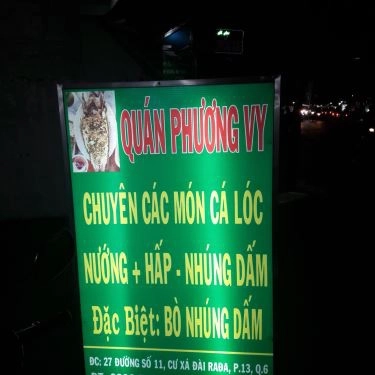 QUÁN PHƯƠNG VY
CHUYÊN CÁC MÓN CÁ LÓC
NƯỚNG + HẤP - NHÚNG DẤM
Đặc Biệt: BÒ NHÚNG DẤM
ĐC: 27 ĐƯỜNG SỐ 11, CƯ XÁ ĐÀI RAĐA, P.13, Q.6